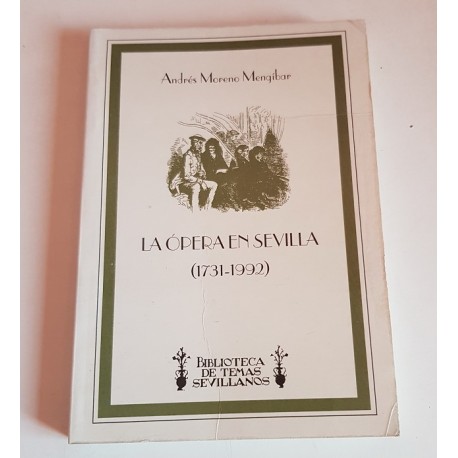 Andrés Moreno Mengíbar
LA ÓPERA EN SEVILLA
(1731-1992)
BIBLIOTECA
DE TEMAS
SEVILLANOS